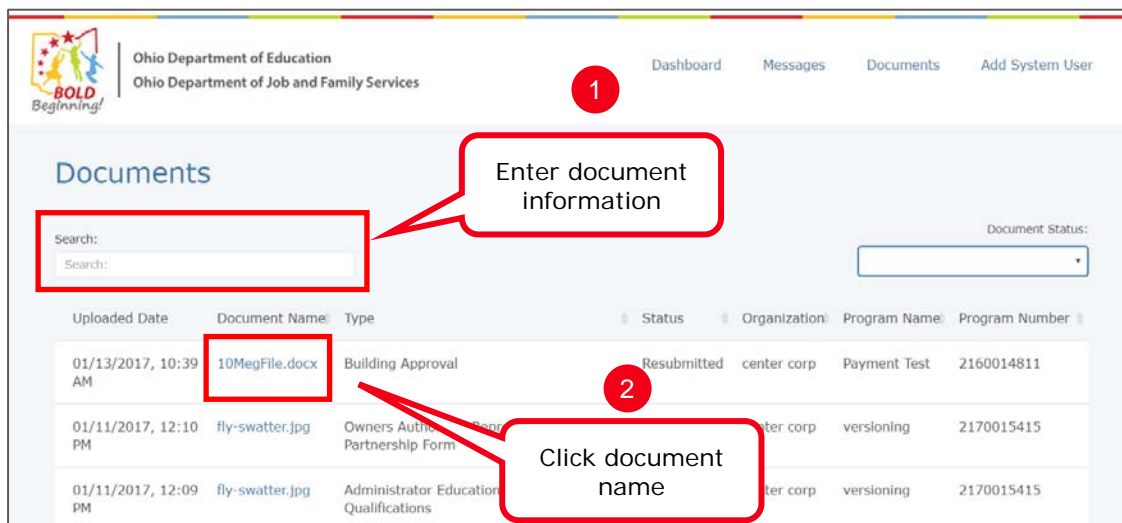 BOLD
Beginning!
Ohio Department of Education
Ohio Department of Job and Family Services
Dashboard Messages Documents Add System User
1
Enter document
information
Documents
Search:
Search:
Document Status:
Uploaded Date Document Name Type Status Organization Program Name Program Number
01/13/2017, 10:39
AM
10MegFile.docx Building Approval Resubmitted center corp Payment Test 2160014811
2
Click document
name
01/11/2017, 12:10
PM
fly-swatter.jpg Owners
Partnership Form
corp versioning 2170015415
01/11/2017, 12:09
PM
fly-swatter.jpg Administrator Education
Qualifications
corp versioning 2170015415